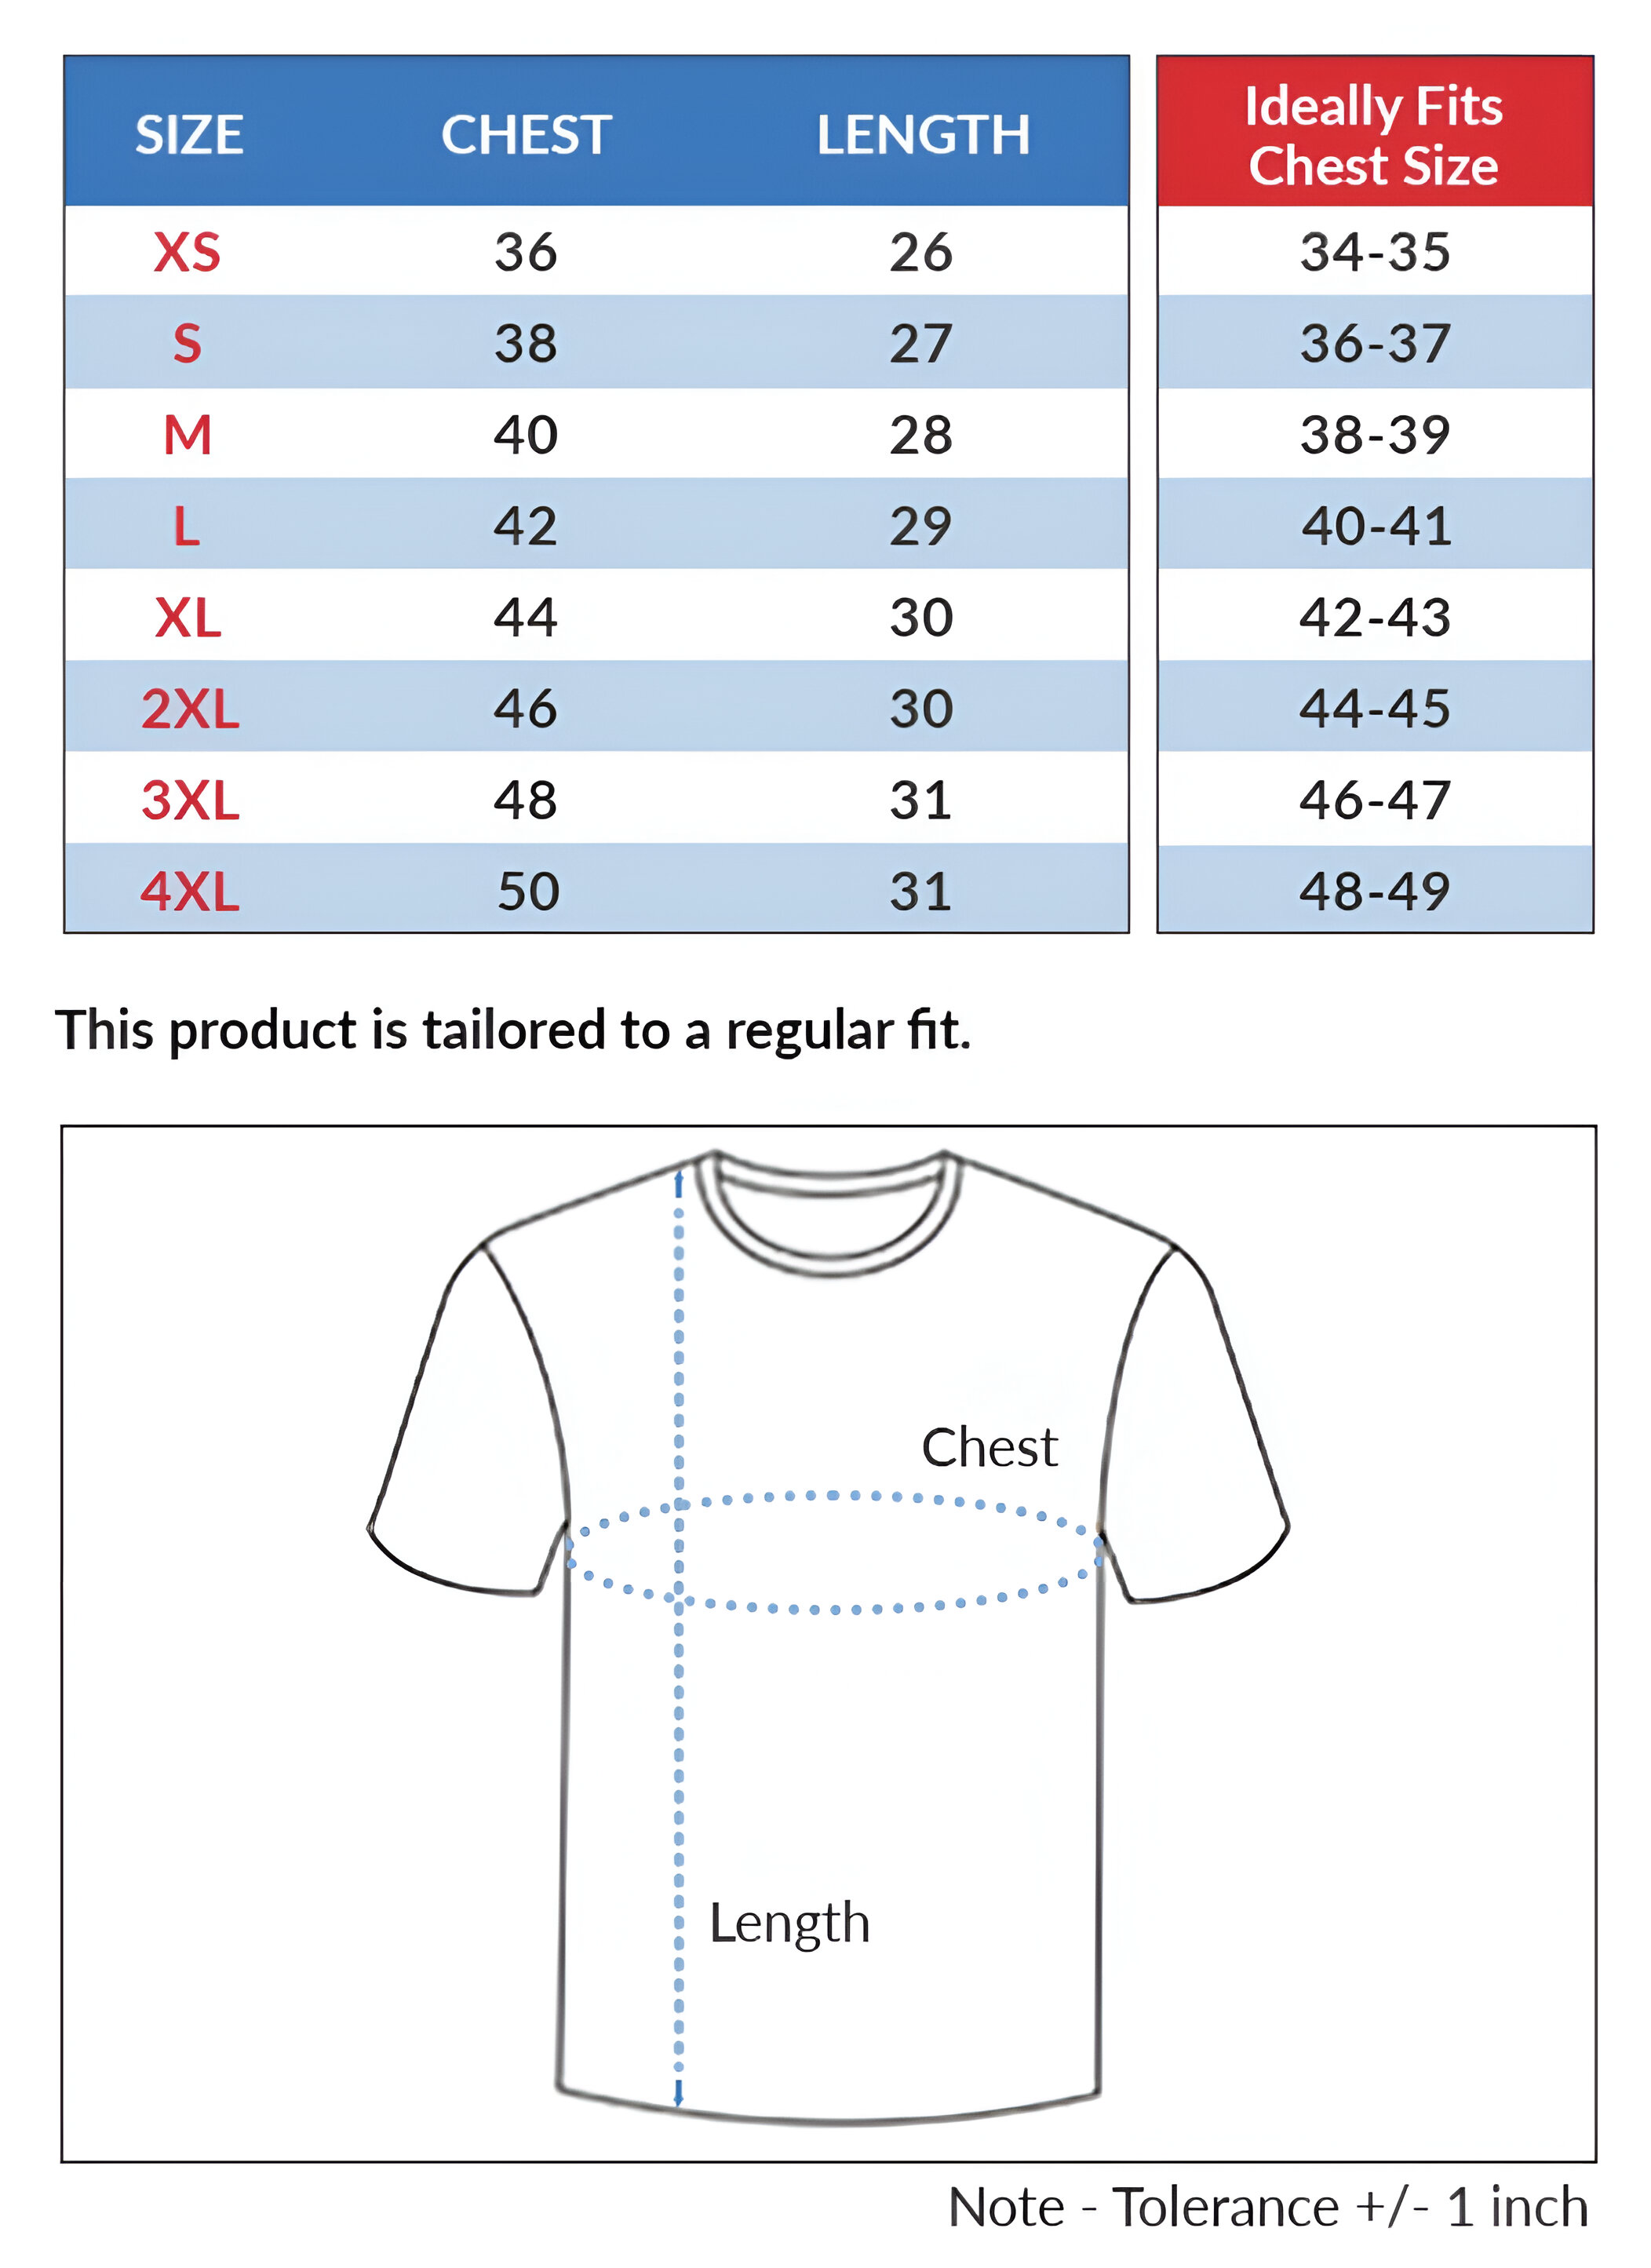 SIZE CHEST LENGTH Ideally Fits
Chest Size
XS 36 26 34-35
S 38 27 36-37
M 40 28 38-39
L 42 29 40-41
XL 44 30 42-43
2XL 46 30 44-45
3XL 48 31 46-47
4XL 50 31 48-49
This product is tailored to a regular fit.
Chest
Length
Note - Tolerance +/- 1 inch